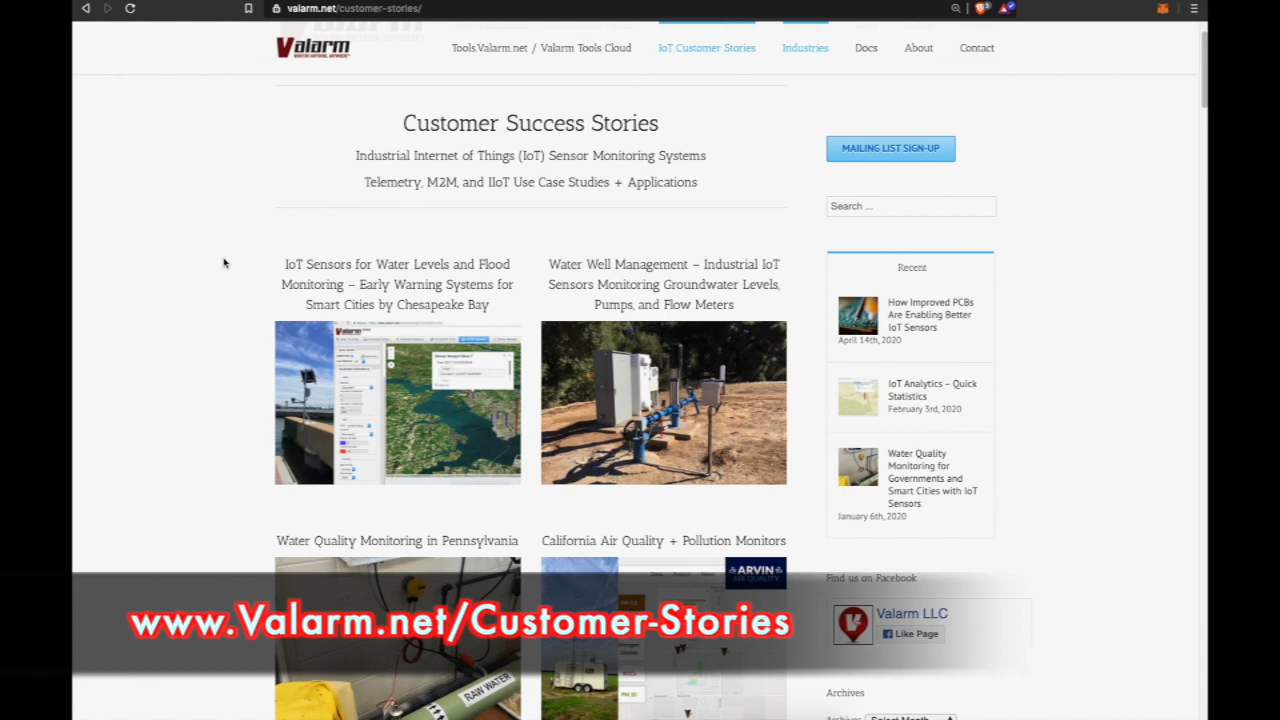 valarm.net/customer-stories/
Valarm
Tools.Valarm.net / Valarm Tools Cloud
IoT Customer Stories
Industries
Docs
About
Contact
Customer Success Stories
Industrial Internet of Things (IoT) Sensor Monitoring Systems
Telemetry, M2M, and IIoT Use Case Studies + Applications
MAILING LIST SIGN-UP
Search ...
IoT Sensors for Water Levels and Flood
Monitoring – Early Warning Systems for
Smart Cities by Chesapeake Bay
Water Well Management – Industrial IoT
Sensors Monitoring Groundwater Levels,
Pumps, and Flow Meters
Recent
How Improved PCBs
Are Enabling Better
IoT Sensors
April 14th, 2020
IoT Analytics – Quick
Statistics
February 3rd, 2020
Water Quality
Monitoring for
Governments and
Smart Cities with IoT
Sensors
January 6th, 2020
Water Quality Monitoring in Pennsylvania
California Air Quality + Pollution Monitors
ARVIN
AIR QUALITY
RAW WATER
www.Valarm.net/Customer-Stories
Find us on Facebook
Valarm LLC
Like Page
Archives
Archives Select Month